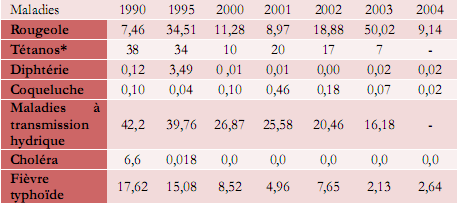 Maladies 1990 1995 2000 2001 2002 2003 2004
Rougeole 7,46 34,51 11,28 8,97 18,88 50,02 9,14
Tétanos* 38 34 10 20 17 7 -
Diphtérie 0,12 3,49 0 ,01 0,01 0,00 0,02 0,02
Coqueluche 0,10 0,04 0,10 0,46 0,18 0,07 0,02
Maladies à
transmission 42,2 39,76 26,87 25,58 20,46 16,18 -
hydrique
Choléra 6,6 0,018 0,0 0,0 0,0 0,0 0,0
Fièvre 17,62 15,08 8,52 4,96 7,65 2,13 2,64
typhoïde